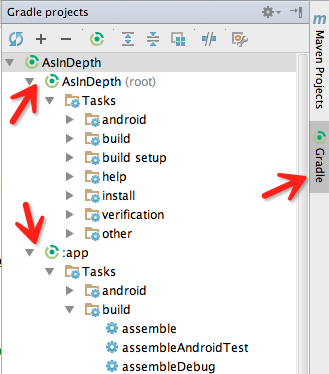 Gradle projects
AsInDepth
AsInDepth (root)
Tasks
android
build
build setup
help
install
verification
other
:app
Tasks
android
build
assemble
assembleAndroidTest
assembleDebug
Maven Projects
Gradle